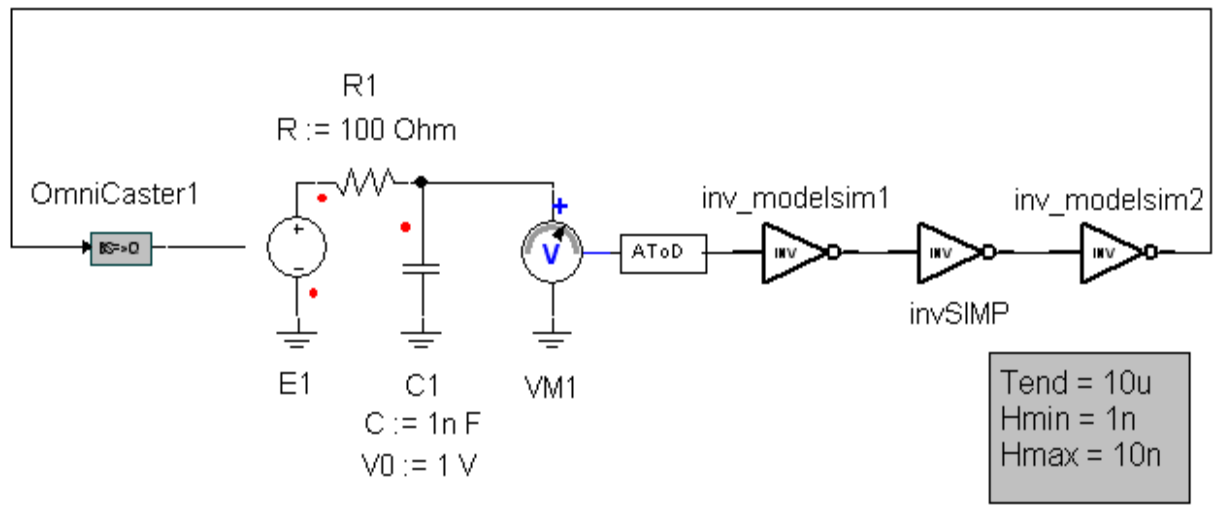 R1
R := 100 Ohm
OmniCaster1
BS=>Q
+
-
E1
C1
C := 1n F
V0 := 1 V
+
V
VM1
AToD
inv_modelsim1
INV
INV
invSIMP
inv_modelsim2
INV
Tend = 10u
Hmin = 1n
Hmax = 10n